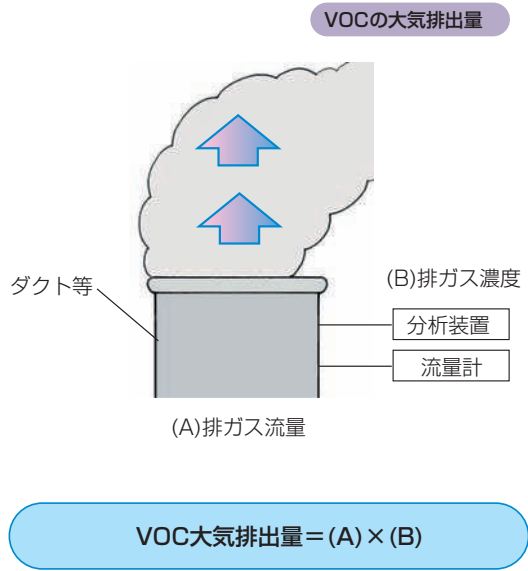 VOCの大気排出量
ダクト等
(B)排ガス濃度
分析装置
流量計
(A)排ガス流量
VOC大気排出量＝(A)×(B)